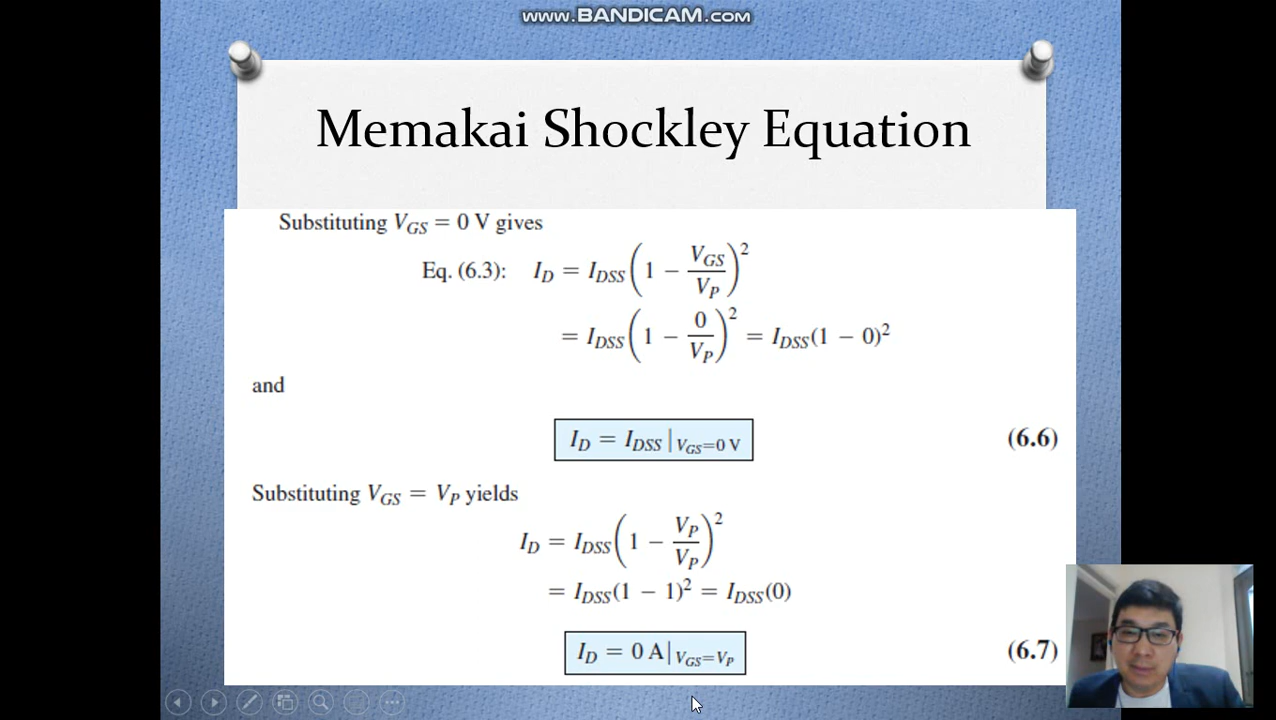 www.BANDICAM.com
Memakai Shockley Equation
Substituting V_GS = 0 V gives
Eq. (6.3): I_D = I_DSS(1 − V_GS/V_P)²
= I_DSS(1 − 0/V_P)² = I_DSS(1 − 0)²
and
I_D = I_DSS |V_GS=0 V (6.6)
Substituting V_GS = V_P yields
I_D = I_DSS(1 − V_P/V_P)²
= I_DSS(1 − 1)² = I_DSS(0)
I_D = 0 A|V_GS=V_P (6.7)